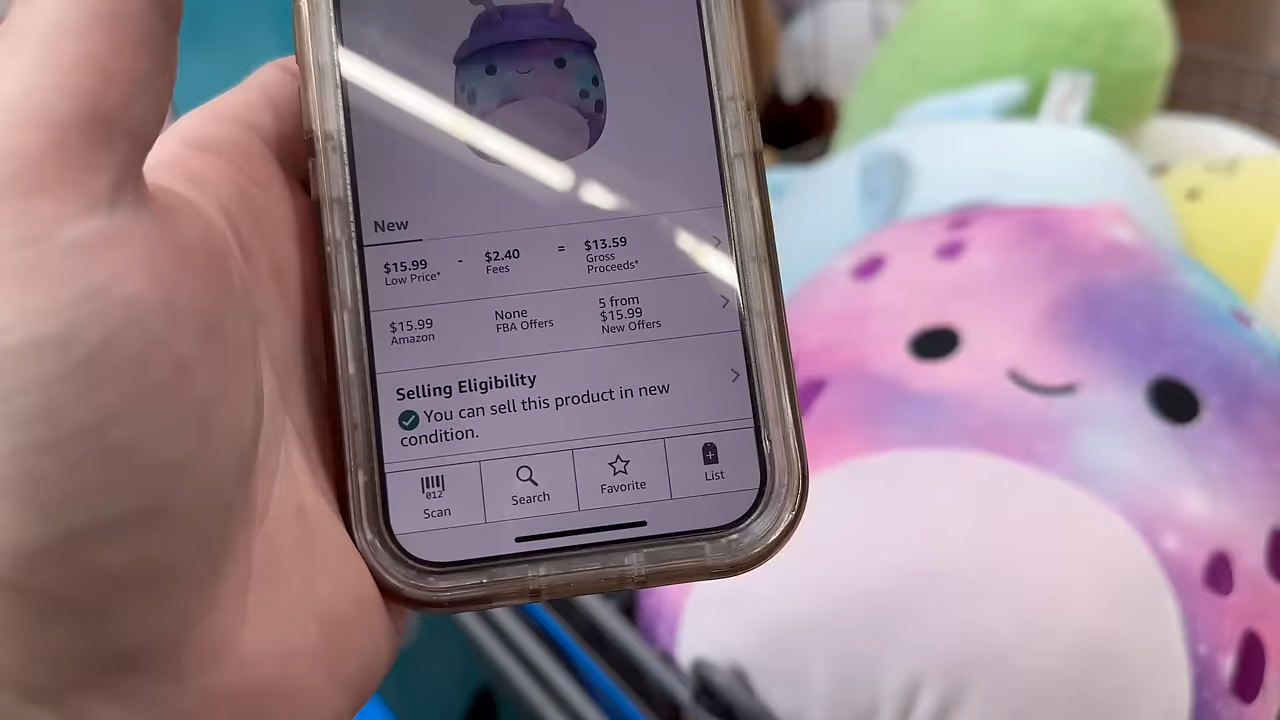 New
$15.99 - $2.40 = $13.59
Low Price* Fees Gross
Proceeds*
$15.99 None 5 from
Amazon FBA Offers $15.99
New Offers
Selling Eligibility
You can sell this product in new
condition.
012
Scan Search Favorite List